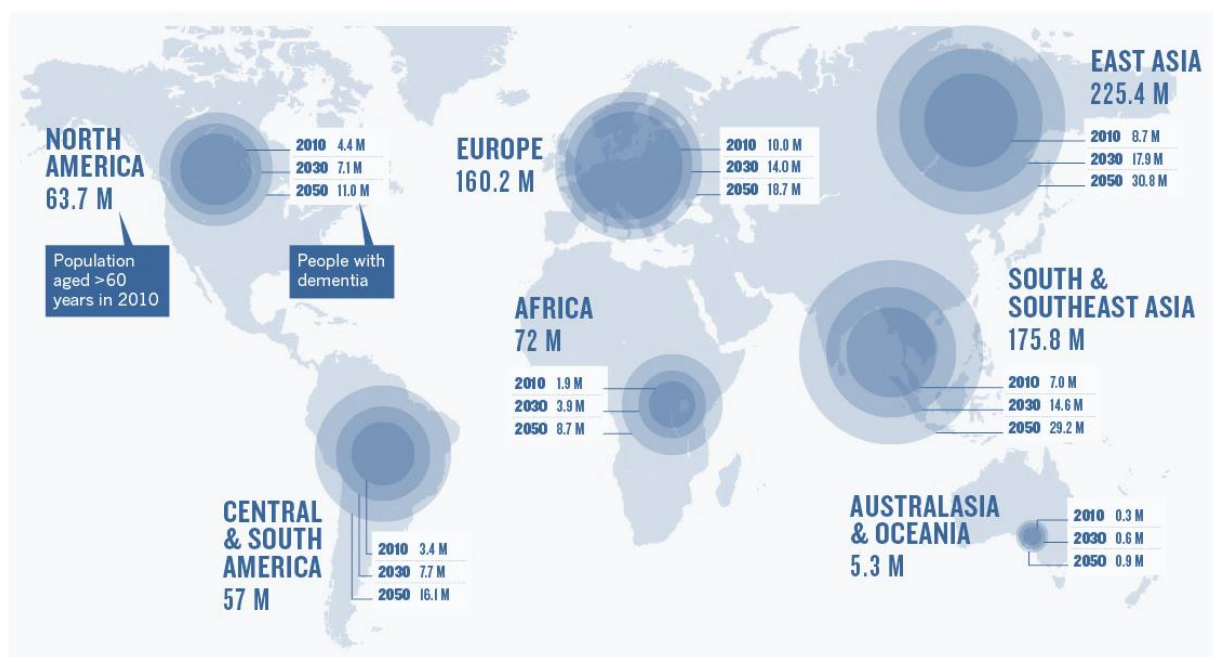 NORTH
AMERICA
63.7 M
2010 4.4 M
2030 7.1 M
2050 11.0 M
Population
aged >60
years in 2010
People with
dementia
EUROPE
160.2 M
2010 10.0 M
2030 14.0 M
2050 18.7 M
EAST ASIA
225.4 M
2010 8.7 M
2030 17.9 M
2050 30.8 M
AFRICA
72 M
2010 1.9 M
2030 3.9 M
2050 8.7 M
SOUTH &
SOUTHEAST ASIA
175.8 M
2010 7.0 M
2030 14.6 M
2050 29.2 M
CENTRAL
& SOUTH
AMERICA
57 M
2010 3.4 M
2030 7.7 M
2050 16.1 M
AUSTRALASIA
& OCEANIA
5.3 M
2010 0.3 M
2030 0.6 M
2050 0.9 M